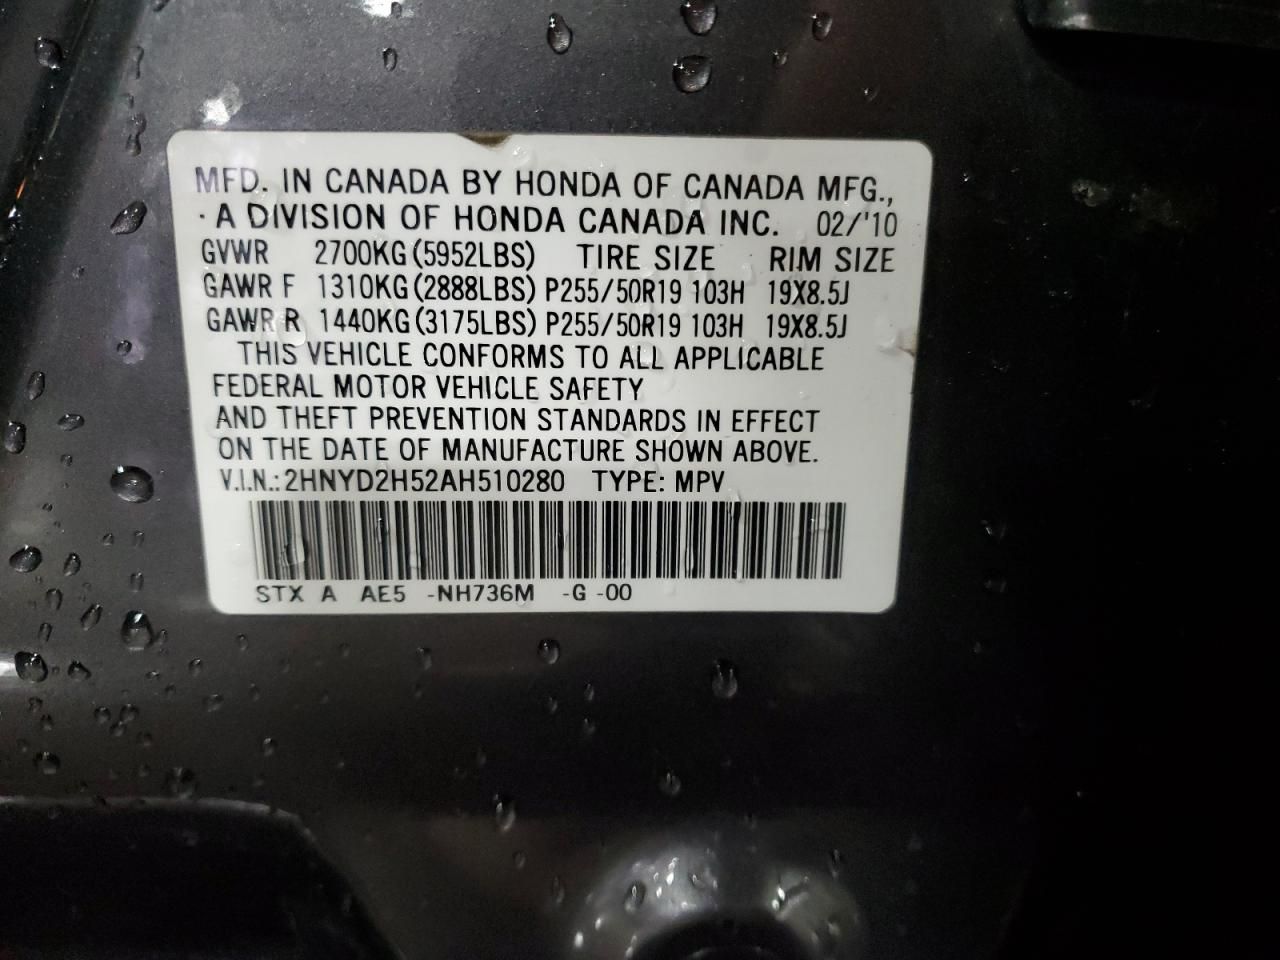 MFD. IN CANADA BY HONDA OF CANADA MFG.,
A DIVISION OF HONDA CANADA INC. 02/'10
GVWR 2700KG(5952LBS) TIRE SIZE RIM SIZE
GAWR F 1310KG(2888LBS) P255/50R19 103H 19X8.5J
GAWR R 1440KG(3175LBS) P255/50R19 103H 19X8.5J
THIS VEHICLE CONFORMS TO ALL APPLICABLE
FEDERAL MOTOR VEHICLE SAFETY
AND THEFT PREVENTION STANDARDS IN EFFECT
ON THE DATE OF MANUFACTURE SHOWN ABOVE.
V.I.N.: 2HNYD2H52AH510280 TYPE: MPV
STX A AE5 -NH736M -G -00